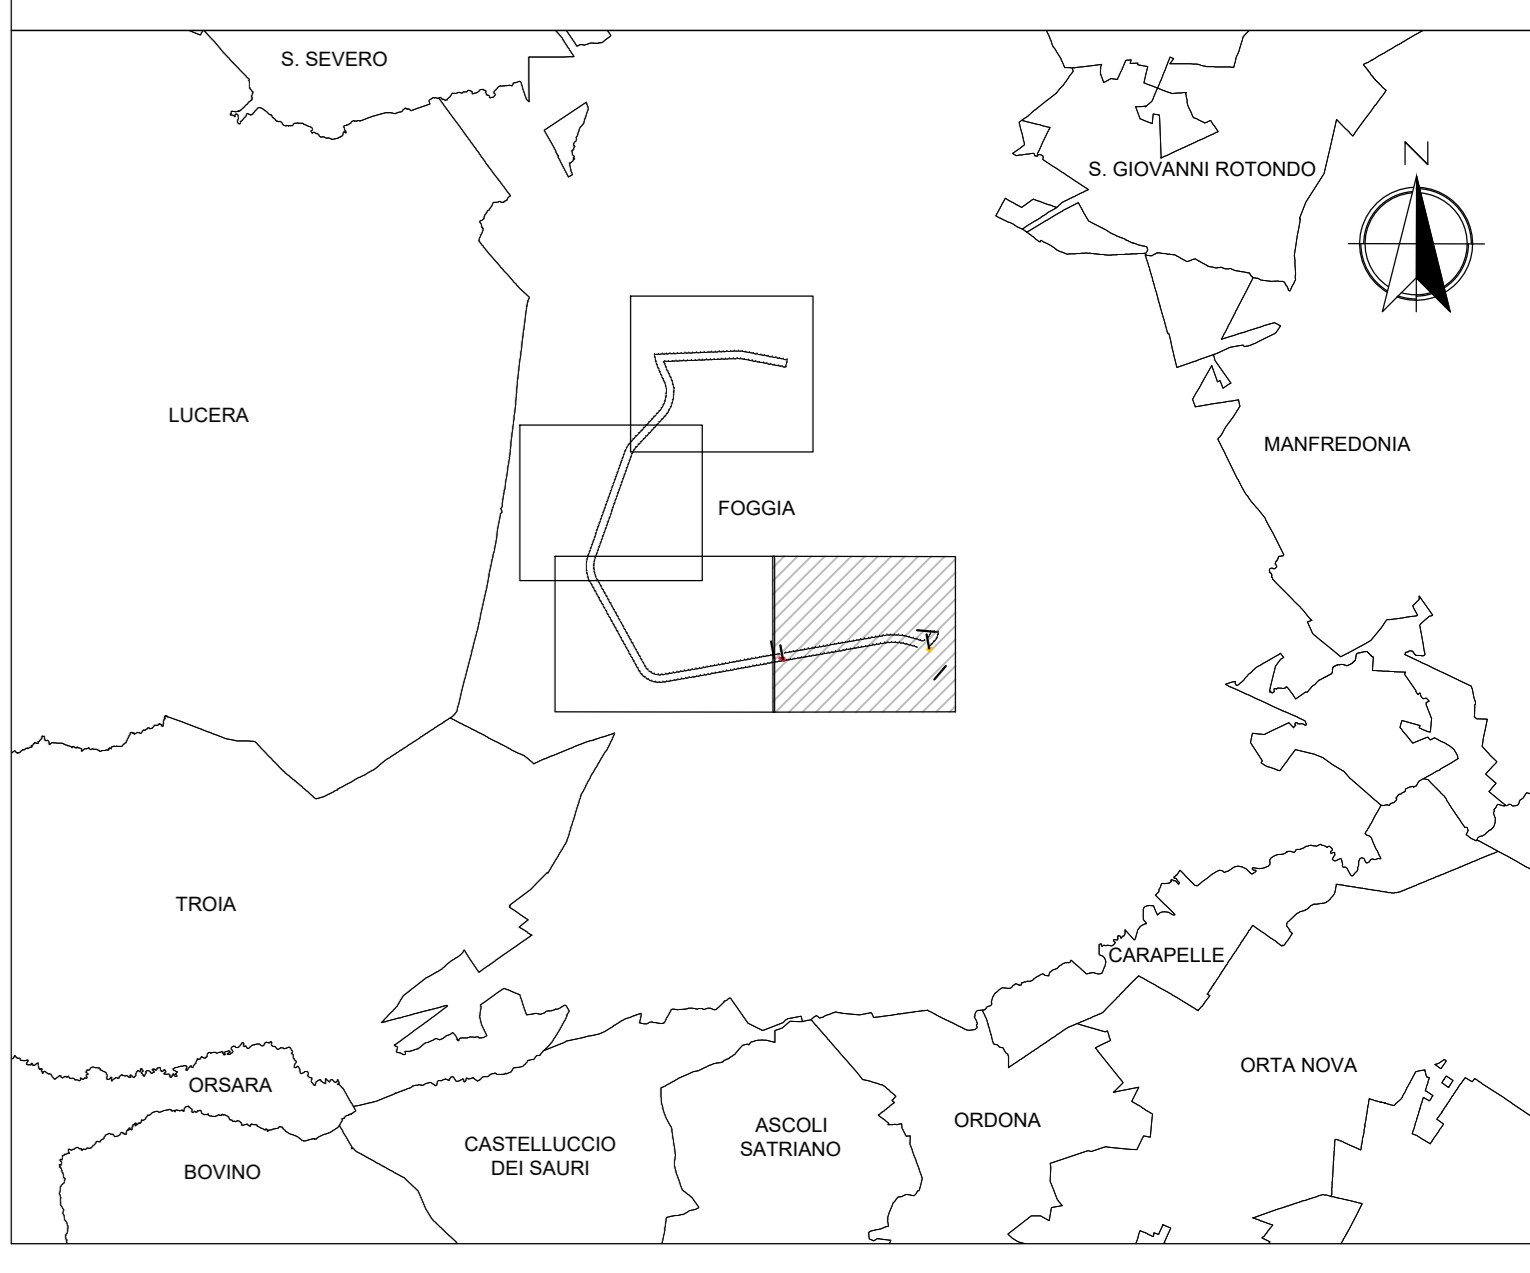 S. SEVERO
N
S. GIOVANNI ROTONDO
LUCERA
MANFREDONIA
FOGGIA
TROIA
CARAPELLE
ORSARA
ORTA NOVA
ORDONA
ASCOLI
SATRIANO
CASTELLUCCIO
DEI SAURI
BOVINO